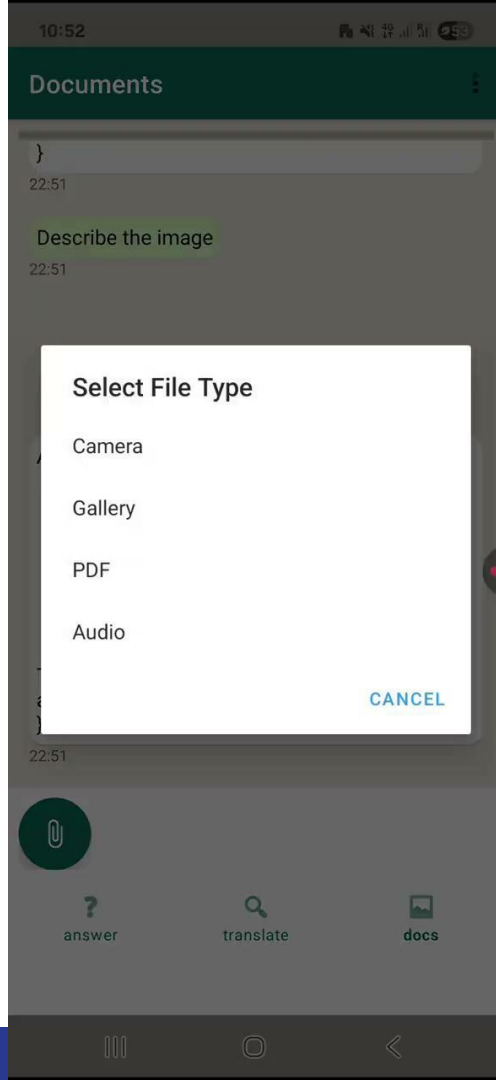 10:52
53
Documents
}
22:51
Describe the image
22:51
Select File Type
Camera
Gallery
PDF
Audio
CANCEL
}
22:51
?
answer
translate
docs